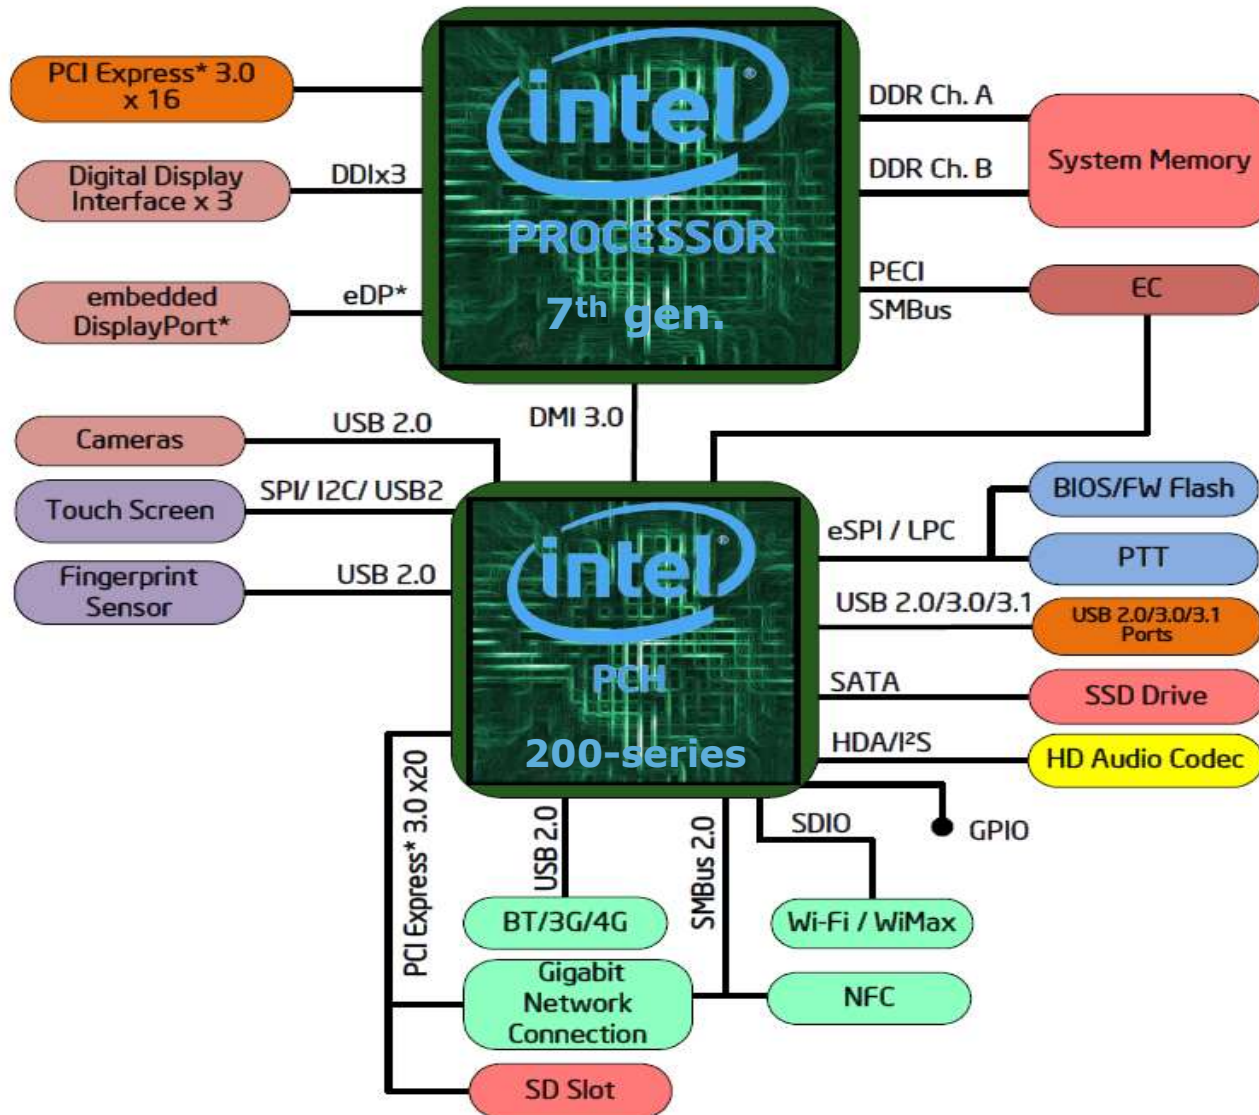 PCI Express* 3.0
x 16
intel®
PROCESSOR
7th gen.
DDR Ch. A
DDR Ch. B
System Memory
Digital Display
Interface x 3
DDIx3
embedded
DisplayPort*
eDP*
PECI
SMBus
EC
DMI 3.0
Cameras
USB 2.0
Touch Screen
SPI/ I2C/ USB2
Fingerprint
Sensor
USB 2.0
intel®
PCH
200-series
eSPI / LPC
BIOS/FW Flash
PTT
USB 2.0/3.0/3.1
USB 2.0/3.0/3.1
Ports
SATA
SSD Drive
HDA/I²S
HD Audio Codec
PCI Express* 3.0 x20
USB 2.0
SMBus 2.0
SDIO
GPIO
BT/3G/4G
Wi-Fi / WiMax
Gigabit
Network
Connection
NFC
SD Slot